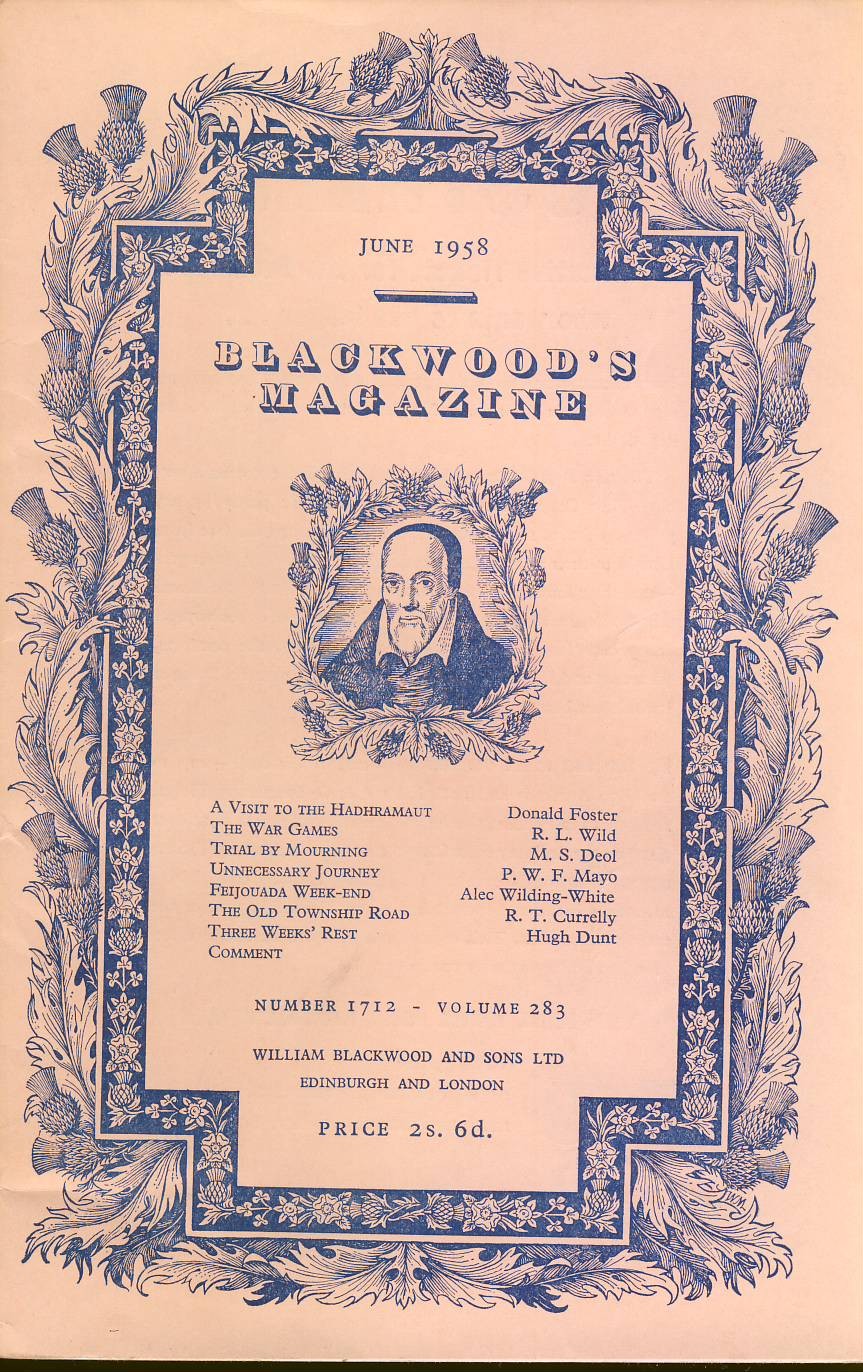 JUNE 1958
BLACKWOOD'S
MAGAZINE
A VISIT TO THE HADHRAMAUT Donald Foster
THE WAR GAMES R. L. Wild
TRIAL BY MOURNING M. S. Deol
UNNECESSARY JOURNEY P. W. F. Mayo
FEIJOUADA WEEK-END Alec Wilding-White
THE OLD TOWNSHIP ROAD R. T. Currelly
THREE WEEKS' REST Hugh Dunt
COMMENT
NUMBER 1712 - VOLUME 283
WILLIAM BLACKWOOD AND SONS LTD
EDINBURGH AND LONDON
PRICE 2s. 6d.